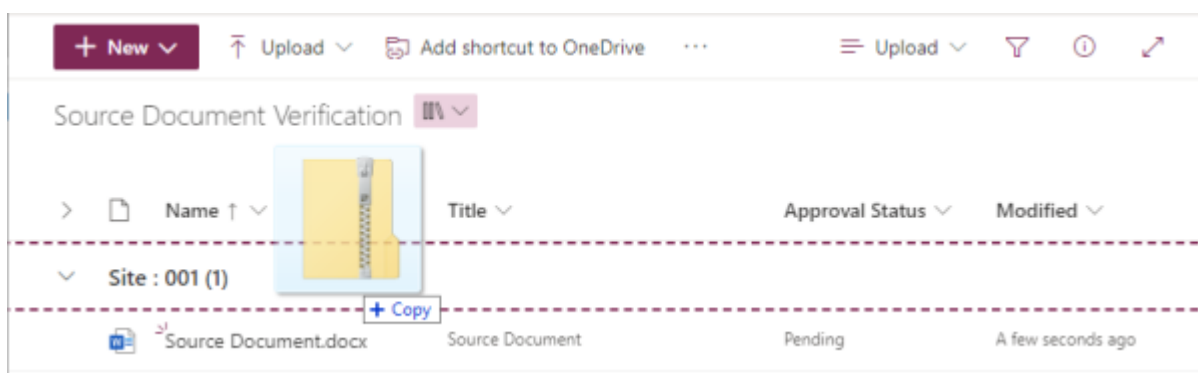 + New Upload Add shortcut to OneDrive ... Upload
Source Document Verification
Name ↑ Title Approval Status Modified
Site : 001 (1)
+ Copy
Source Document.docx Source Document Pending A few seconds ago